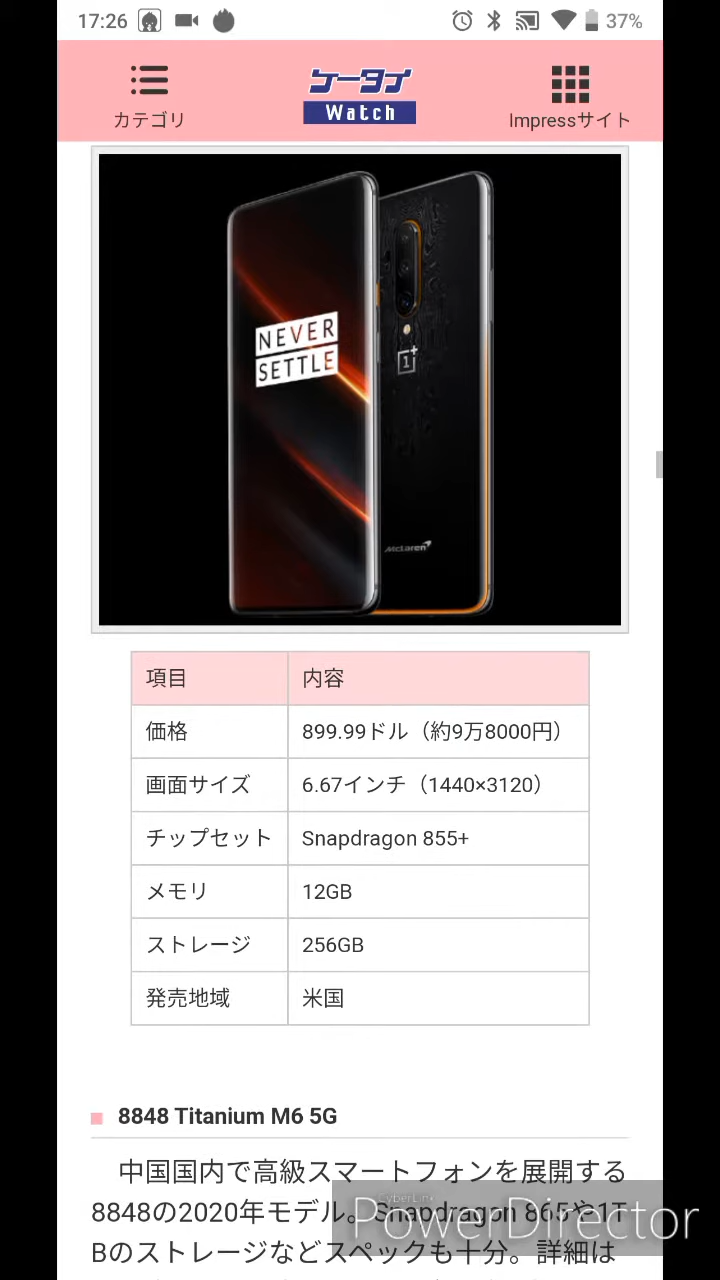 17:26
37%
カテゴリ
ケータイ
Watch
Impressサイト
NEVER
SETTLE
1+
McLaren
項目 内容
価格 899.99ドル（約9万8000円）
画面サイズ 6.67インチ（1440×3120）
チップセット Snapdragon 855+
メモリ 12GB
ストレージ 256GB
発売地域 米国
8848 Titanium M6 5G
中国国内で高級スマートフォンを展開する
8848の2020年モデル。Snapdragon 865や1T
Bのストレージなどスペックも十分。詳細は
CyberLink
PowerDirector